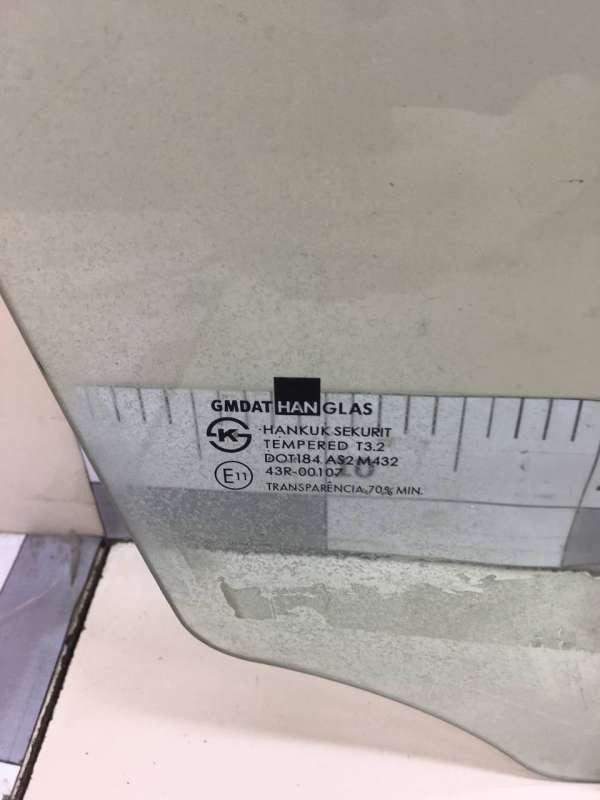 GMDAT HAN GLAS
HANKUK SEKURIT
TEMPERED T3.2
DOT184 AS2 M432
43R-00107
E11
TRANSPARÊNCIA 70% MIN.